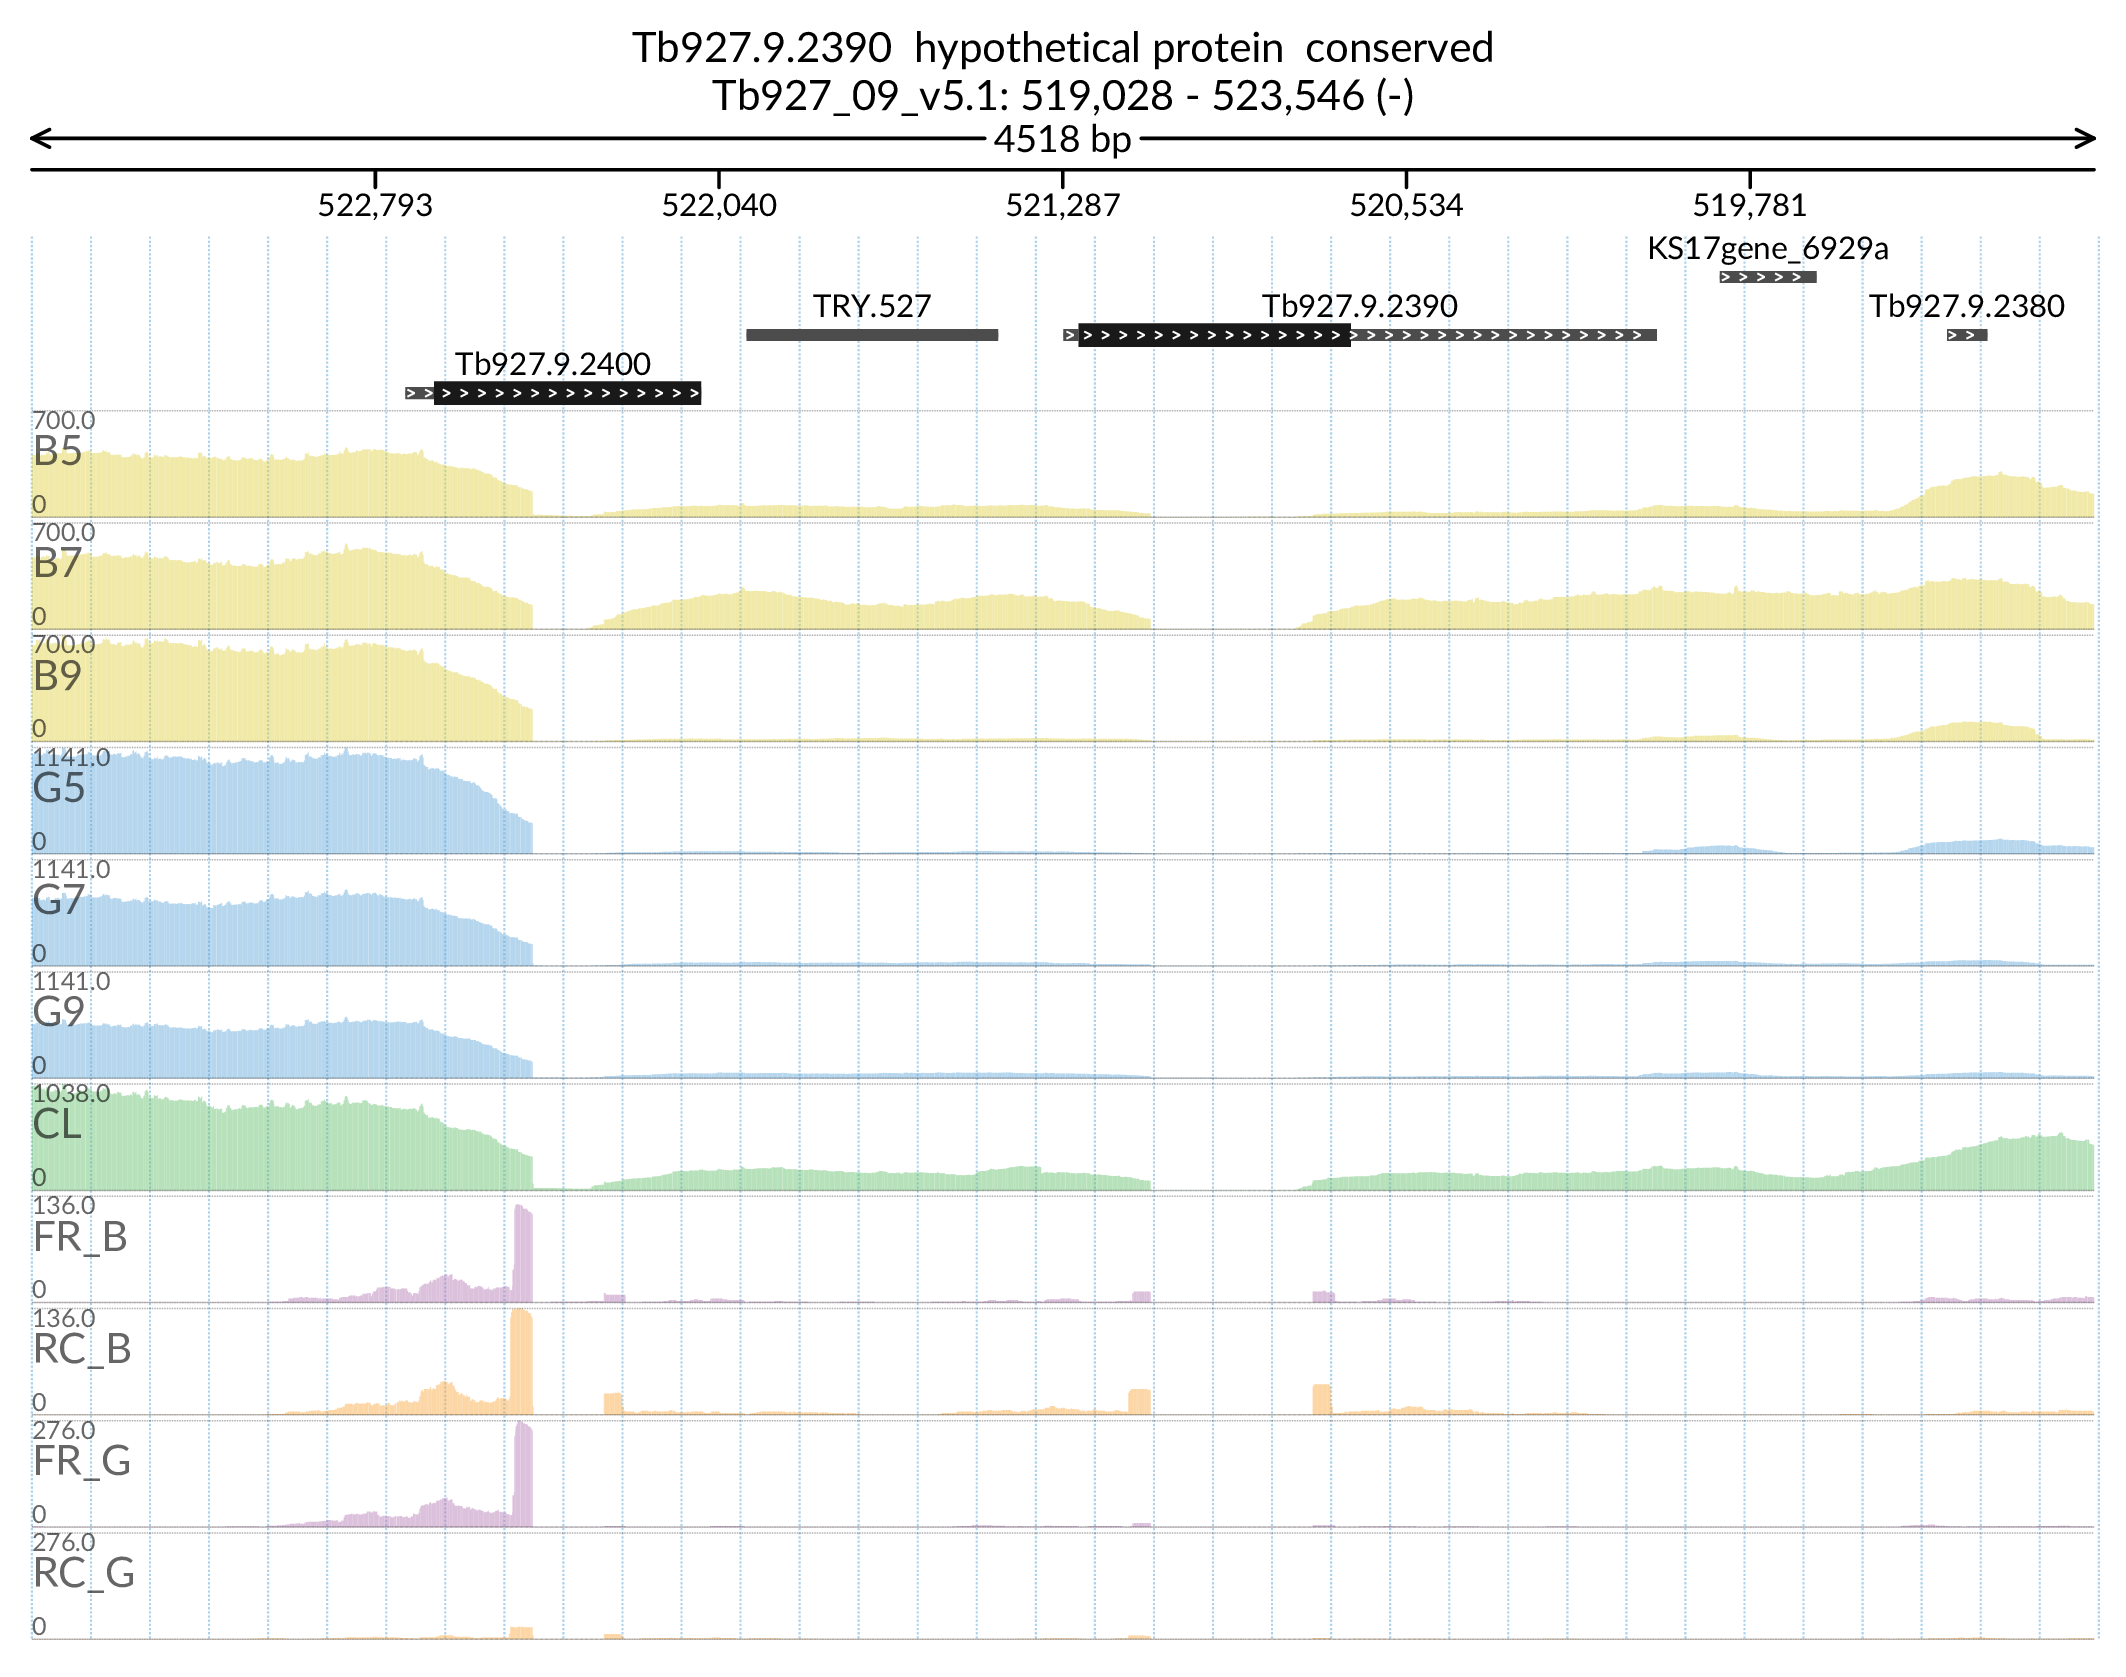 Tb927.9.2390 hypothetical protein conserved
Tb927_09_v5.1: 519,028 - 523,546 (-)
4518 bp
522,793 522,040 521,287 520,534 519,781
KS17gene_6929a
TRY.527 Tb927.9.2390 Tb927.9.2380
Tb927.9.2400
700.0
B5
0
700.0
B7
0
700.0
B9
0
1141.0
G5
0
1141.0
G7
0
1141.0
G9
0
1038.0
CL
0
136.0
FR_B
0
136.0
RC_B
0
276.0
FR_G
0
276.0
RC_G
0